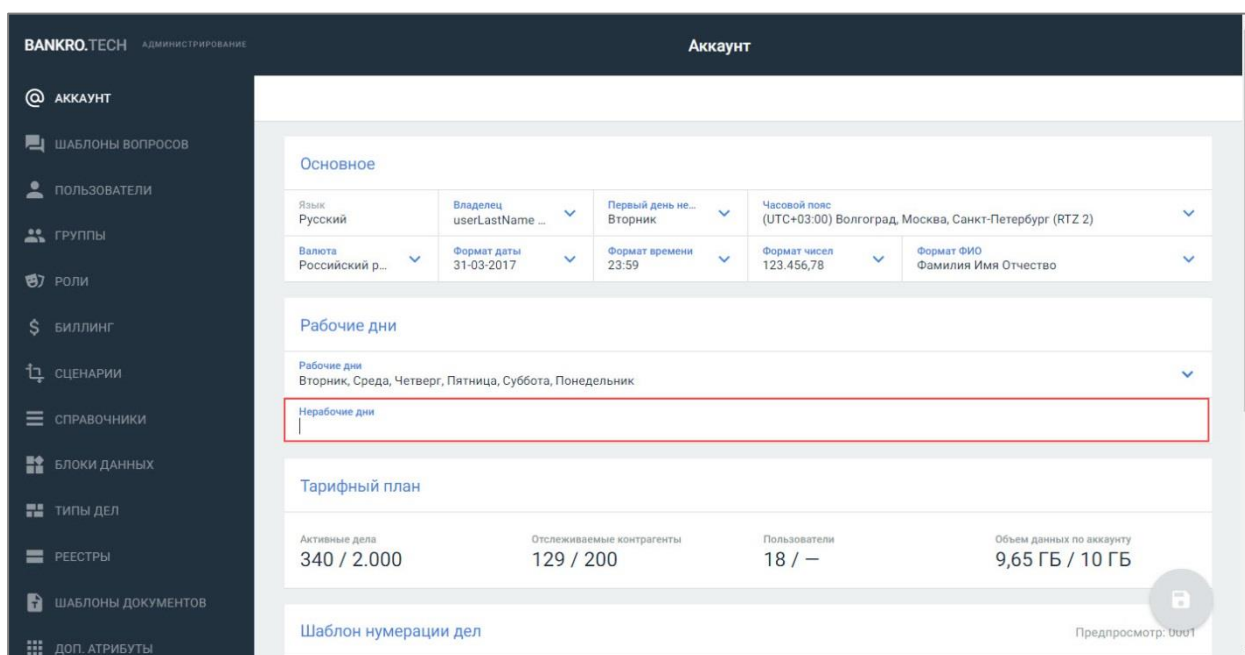 BANKRO.TECH АДМИНИСТРИРОВАНИЕ
Аккаунт
АККАУНТ
ШАБЛОНЫ ВОПРОСОВ
ПОЛЬЗОВАТЕЛИ
ГРУППЫ
РОЛИ
БИЛЛИНГ
СЦЕНАРИИ
СПРАВОЧНИКИ
БЛОКИ ДАННЫХ
ТИПЫ ДЕЛ
РЕЕСТРЫ
ШАБЛОНЫ ДОКУМЕНТОВ
ДОП. АТРИБУТЫ
Основное
Язык
Русский
Владелец
userLastName ...
Первый день не...
Вторник
Часовой пояс
(UTC+03:00) Волгоград, Москва, Санкт-Петербург (RTZ 2)
Валюта
Российский р...
Формат даты
31-03-2017
Формат времени
23:59
Формат чисел
123.456,78
Формат ФИО
Фамилия Имя Отчество
Рабочие дни
Рабочие дни
Вторник, Среда, Четверг, Пятница, Суббота, Понедельник
Нерабочие дни
Тарифный план
Активные дела
340 / 2.000
Отслеживаемые контрагенты
129 / 200
Пользователи
18 / —
Объем данных по аккаунту
9,65 ГБ / 10 ГБ
Шаблон нумерации дел
Предпросмотр: 0001